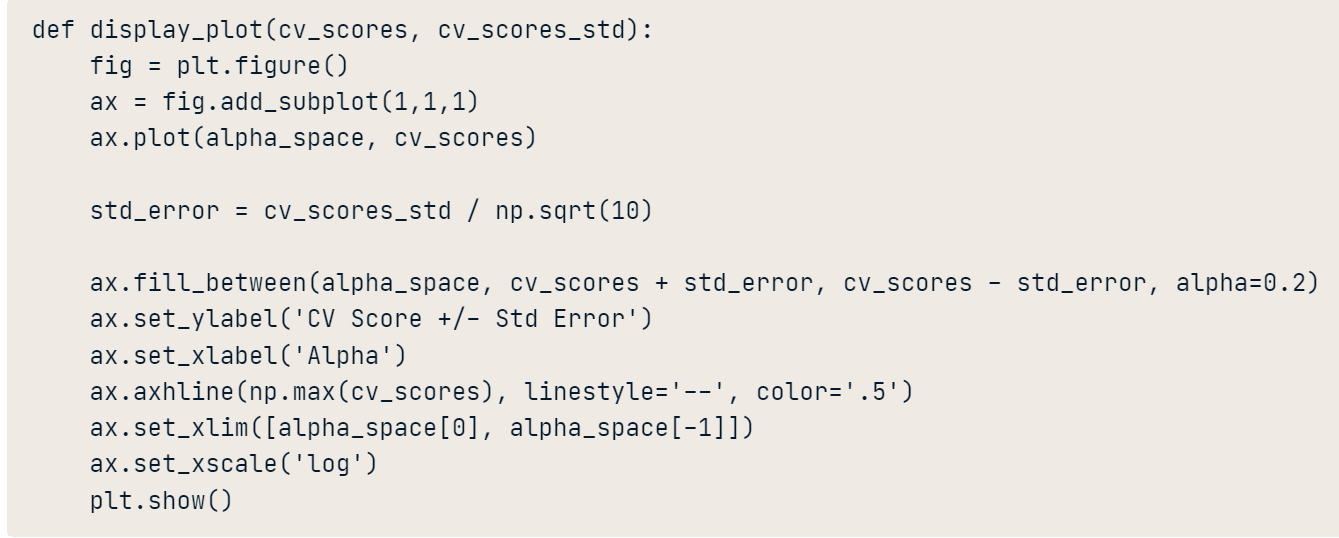 def display_plot(cv_scores, cv_scores_std):
    fig = plt.figure()
    ax = fig.add_subplot(1,1,1)
    ax.plot(alpha_space, cv_scores)

    std_error = cv_scores_std / np.sqrt(10)

    ax.fill_between(alpha_space, cv_scores + std_error, cv_scores - std_error, alpha=0.2)
    ax.set_ylabel('CV Score +/- Std Error')
    ax.set_xlabel('Alpha')
    ax.axhline(np.max(cv_scores), linestyle='--', color='.5')
    ax.set_xlim([alpha_space[0], alpha_space[-1]])
    ax.set_xscale('log')
    plt.show()